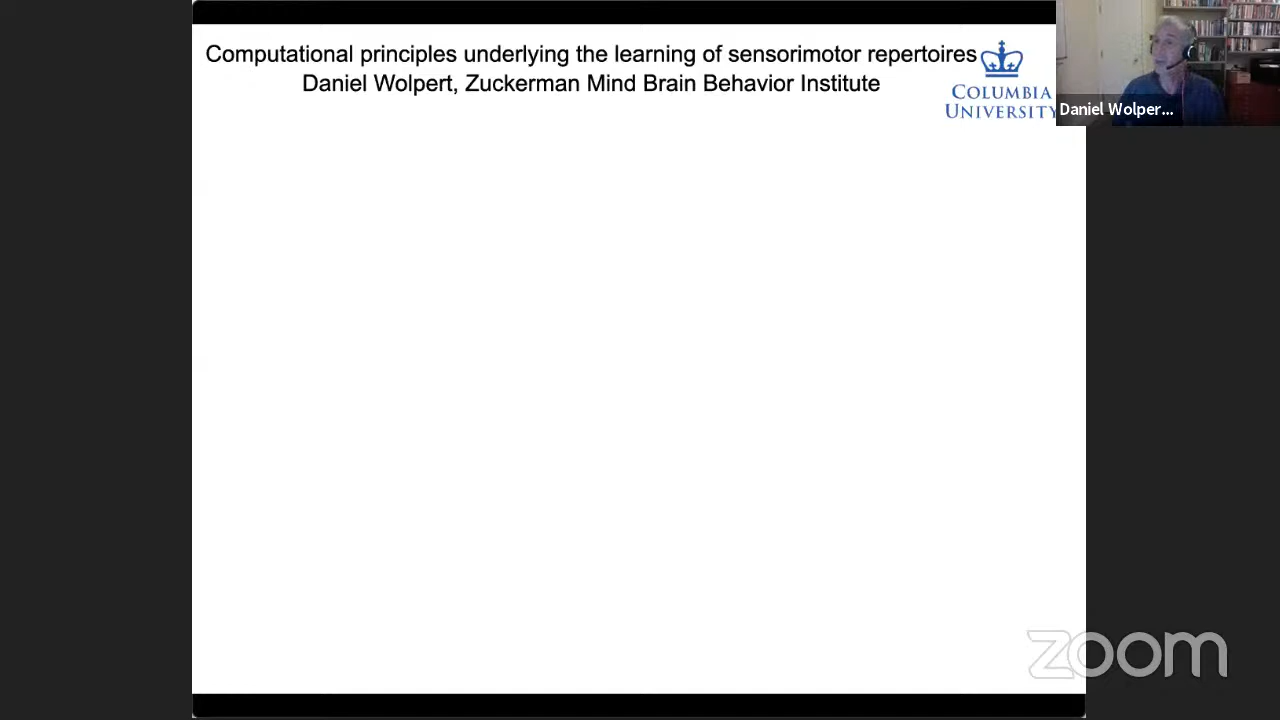 Computational principles underlying the learning of sensorimotor repertoires
Daniel Wolpert, Zuckerman Mind Brain Behavior Institute
COLUMBIA
UNIVERSITY
Daniel Wolper...
zoom